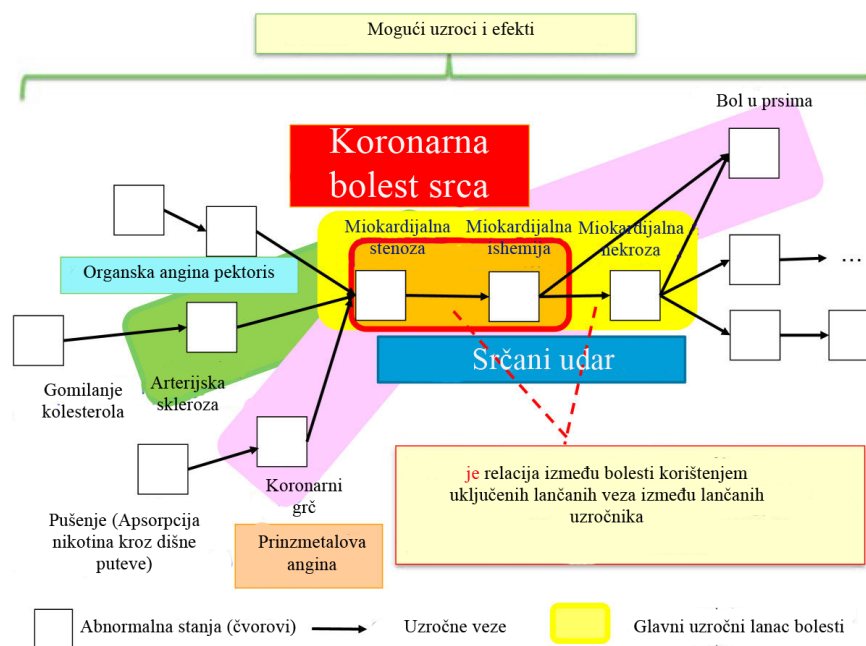 Mogući uzroci i efekti
Bol u prsima
Koronarna
bolest srca
Miokardijalna
stenoza
Miokardijalna
ishemija
Miokardijalna
nekroza
Organska angina pektoris
...
Srčani udar
Gomilanje
kolesterola
Arterijska
skleroza
Koronarni
grč
je relacija između bolesti korištenjem
uključenih lančanih veza između lančanih
uzročnika
Pušenje (Apsorpcija
nikotina kroz dišne
puteve)
Prinzmetalova
angina
Abnormalna stanja (čvorovi)
Uzročne veze
Glavni uzročni lanac bolesti